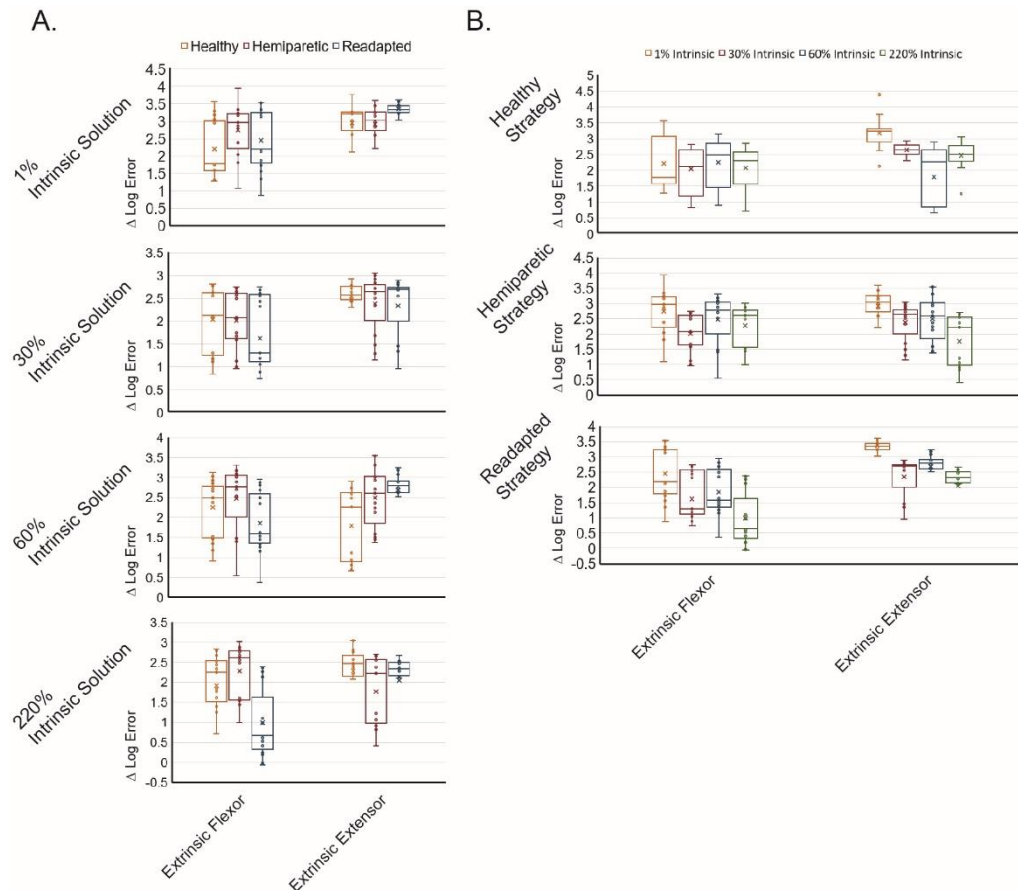 A.
Healthy Hemiparetic Readapted
1%
Intrinsic Solution
Δ Log Error
4.5
4
3.5
3
2.5
2
1.5
1
0.5
0
30%
Intrinsic Solution
Δ Log Error
3.5
3
2.5
2
1.5
1
0.5
0
60%
Intrinsic Solution
Δ Log Error
4
3.5
3
2.5
2
1.5
1
0.5
0
220%
Intrinsic Solution
Δ Log Error
3.5
3
2.5
2
1.5
1
0.5
0
-0.5
Extrinsic Flexor
Extrinsic Extensor
B.
1% Intrinsic 30% Intrinsic 60% Intrinsic 220% Intrinsic
Healthy
Strategy
Δ Log Error
5
4.5
4
3.5
3
2.5
2
1.5
1
0.5
0
Hemiparetic
Strategy
Δ Log Error
4.5
4
3.5
3
2.5
2
1.5
1
0.5
0
Readapted
Strategy
Δ Log Error
4
3.5
3
2.5
2
1.5
1
0.5
0
-0.5
Extrinsic Flexor
Extrinsic Extensor